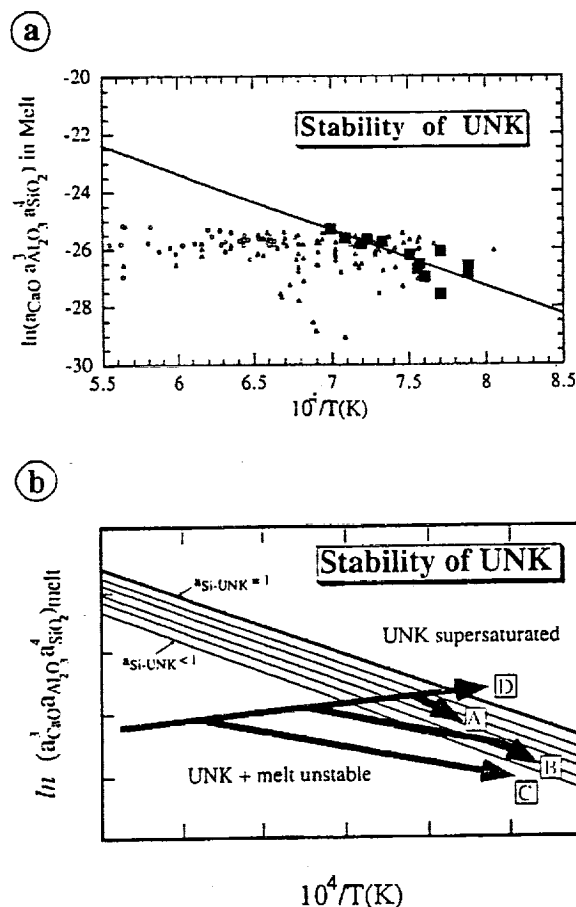 a
Stability of UNK
ln(aCaO a3Al2O3 a4SiO2) in Melt
-20
-22
-24
-26
-28
-30
5.5 6 6.5 7 7.5 8 8.5
/T(K)
b
Stability of UNK
aSi-UNK = 1
aSi-UNK < 1
UNK supersaturated
D
A
B
C
UNK + melt unstable
ln (a3CaO aAl2O3 a4SiO2)melt
10^4/T(K)